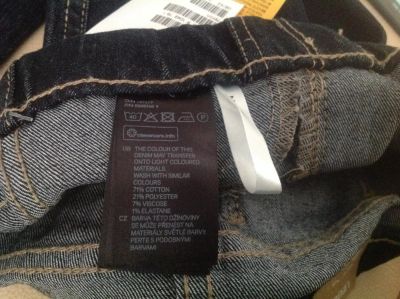 40 P
clevercare.info
GB THE COLOUR OF THIS
DENIM MAY TRANSFER
ONTO LIGHT COLOURED
MATERIALS.
WASH WITH SIMILAR
COLOURS
71% COTTON
21% POLYESTER
7% VISCOSE
1% ELASTANE
CZ BARVA TÉTO DŽÍNOVINY
SE MŮŽE PŘENÉST NA
MATERIÁLY SVĚTLÉ BARVY
PERTE S PODOBNÝMI
BARVAMI